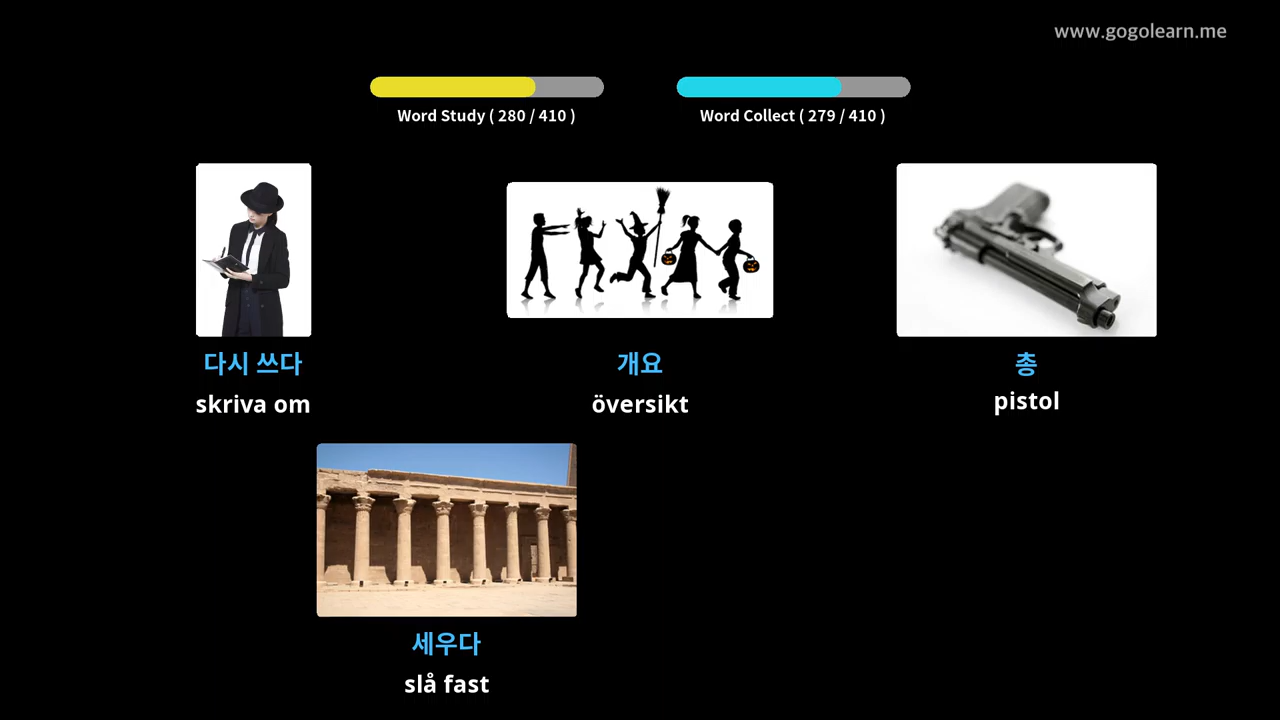 www.gogolearn.me
Word Study ( 280 / 410 )
Word Collect ( 279 / 410 )
다시 쓰다
skriva om
개요
översikt
총
pistol
세우다
slå fast